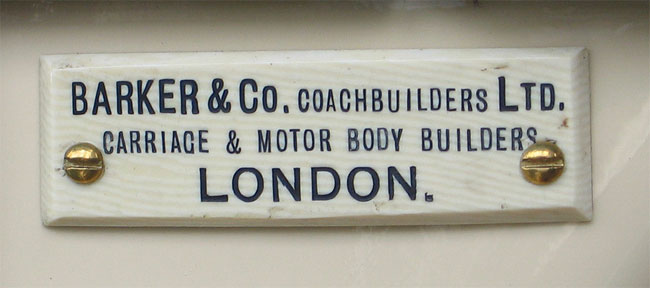 BARKER & Co. COACHBUILDERS LTD.
CARRIAGE & MOTOR BODY BUILDERS
LONDON.